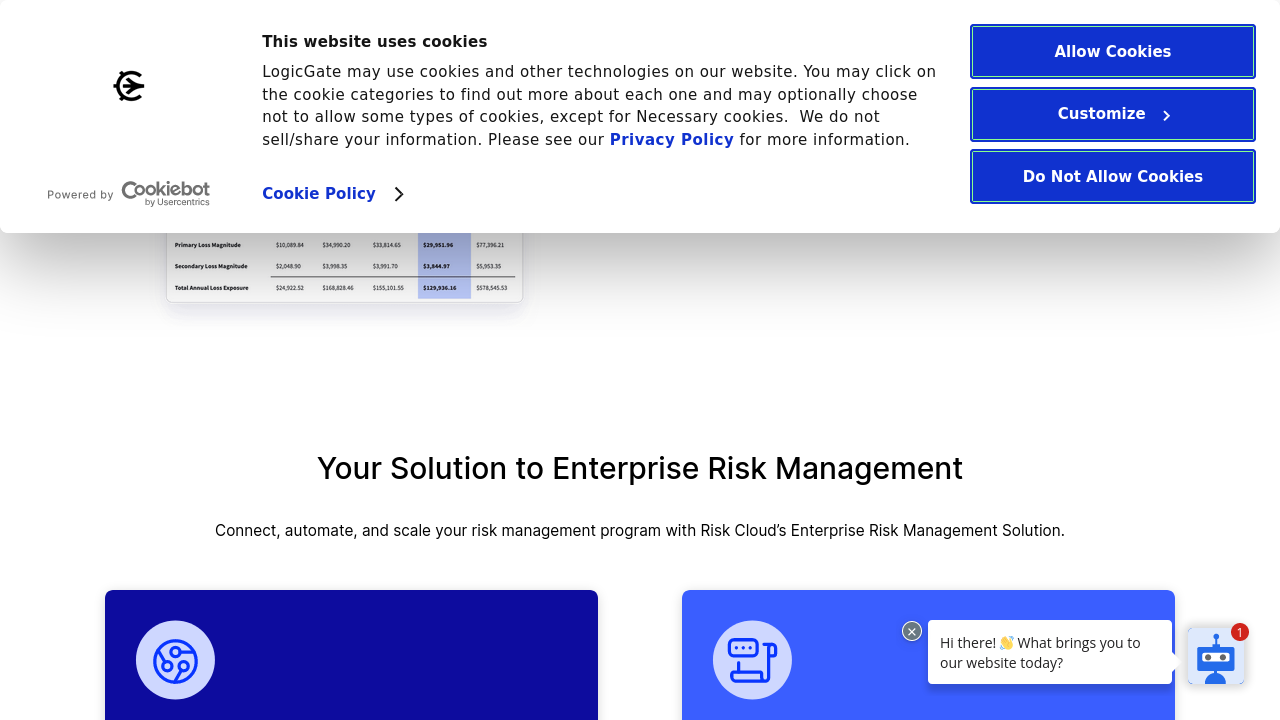 This website uses cookies
LogicGate may use cookies and other technologies on our website. You may click on
the cookie categories to find out more about each one and may optionally choose
not to allow some types of cookies, except for Necessary cookies.  We do not
sell/share your information. Please see our Privacy Policy for more information.
Cookie Policy
Powered by Cookiebot
by Usercentrics
Allow Cookies
Customize
Do Not Allow Cookies
Primary Loss Magnitude $10,089.84 $34,990.20 $33,814.65 $29,951.96 $77,396.21
Secondary Loss Magnitude $2,048.90 $3,998.35 $3,991.70 $3,844.97 $5,953.35
Total Annual Loss Exposure $24,922.52 $168,828.46 $155,101.55 $129,936.16 $578,545.53
Your Solution to Enterprise Risk Management
Connect, automate, and scale your risk management program with Risk Cloud’s Enterprise Risk Management Solution.
Hi there! 👋 What brings you to
our website today?
1